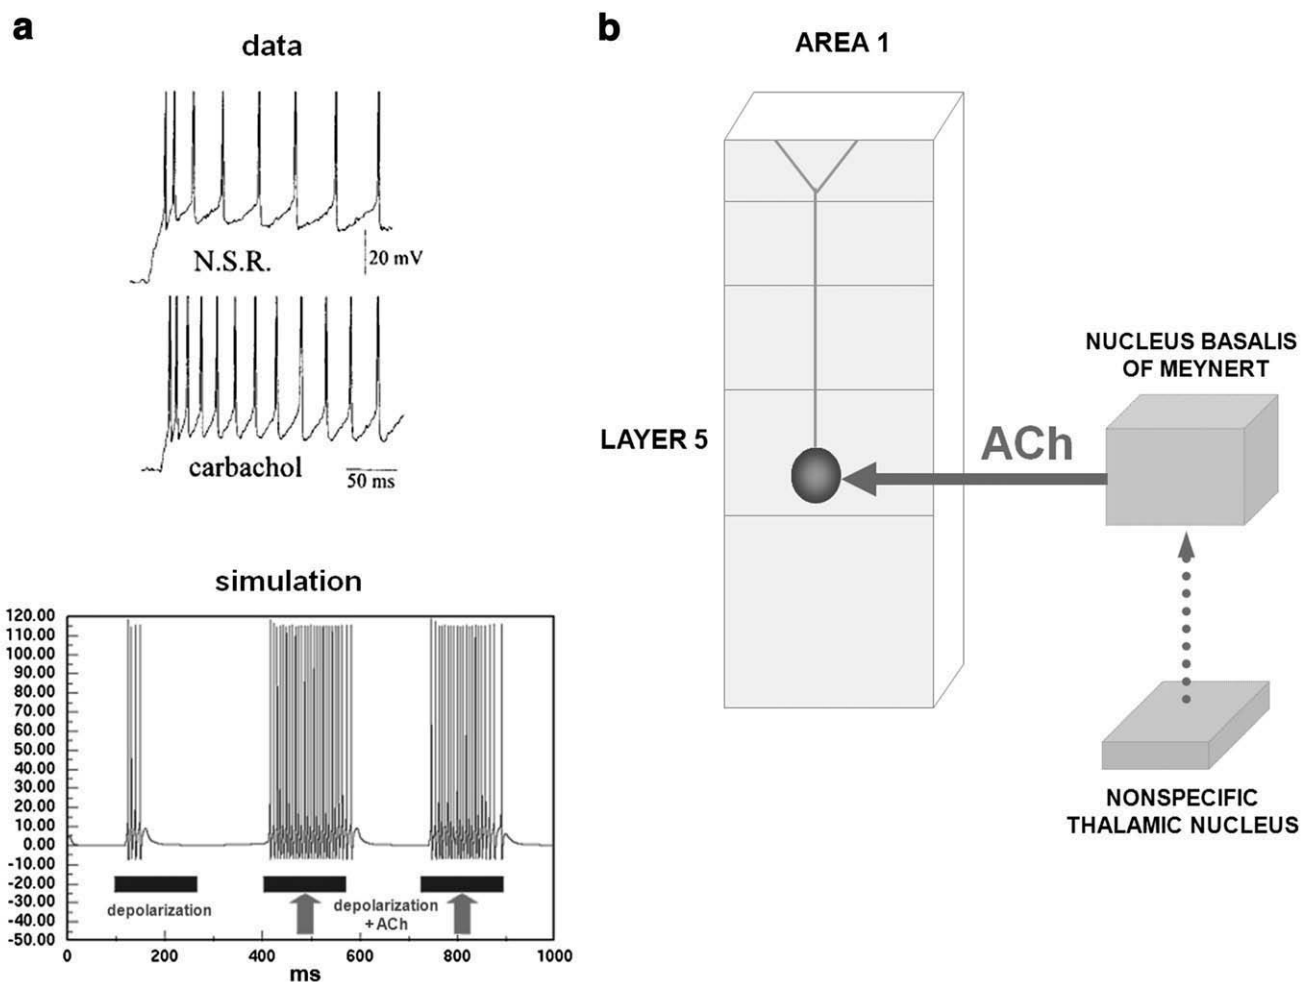 a
data
N.S.R.
20 mV
carbachol
50 ms
simulation
120.00
110.00
100.00
90.00
80.00
70.00
60.00
50.00
40.00
30.00
20.00
10.00
0.00
-10.00
-20.00
-30.00
-40.00
-50.00
depolarization
depolarization
+ACh
0 200 400 600 800 1000
ms
b
AREA 1
LAYER 5
ACh
NUCLEUS BASALIS
OF MEYNERT
NONSPECIFIC
THALAMIC NUCLEUS